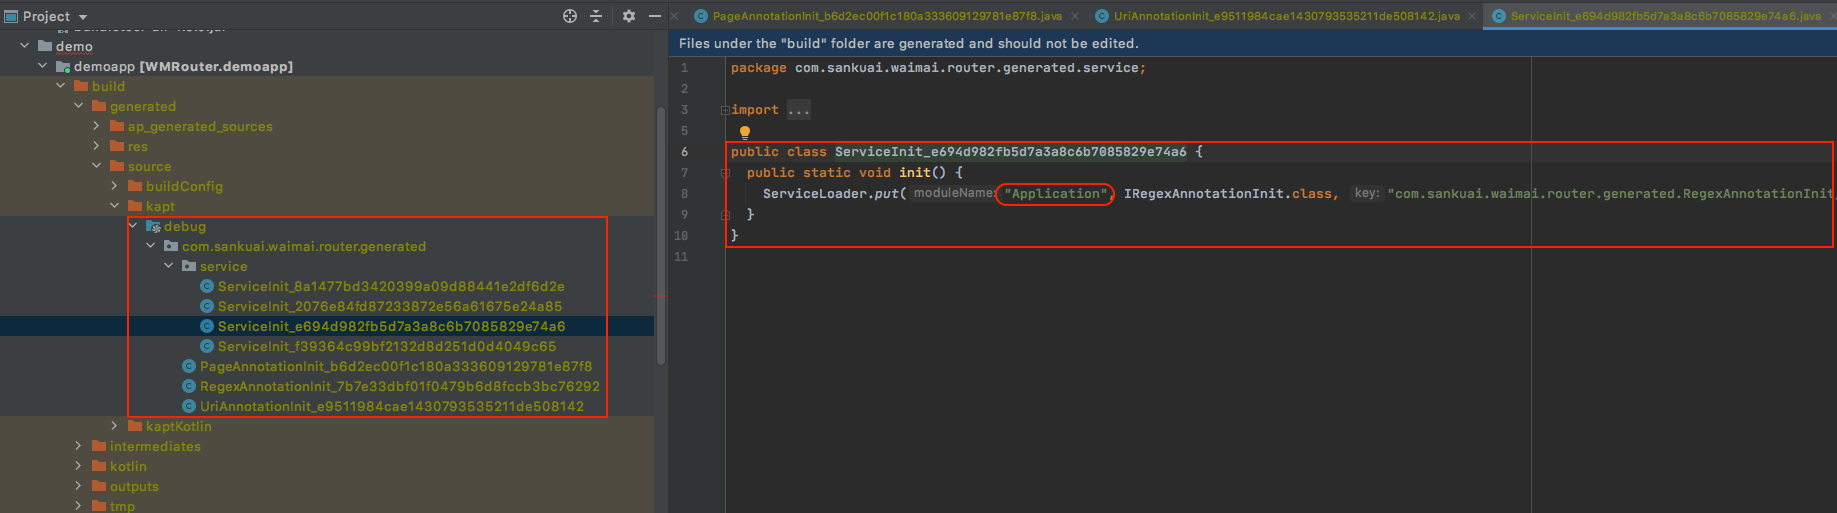 Project
PageAnnotationInit_b6d2ec00f1c180a333609129781e87f8.java
UriAnnotationInit_e9511984cae1430793535211de508142.java
ServiceInit_e694d982fb5d7a3a8c6b7085829e74a6.java
demo
demoapp [WMRouter.demoapp]
build
generated
ap_generated_sources
res
source
buildConfig
kapt
debug
com.sankuai.waimai.router.generated
service
ServiceInit_8a1477bd3420399a09d88441e2df6d2e
ServiceInit_2076e84fd87233872e56a61675e24a85
ServiceInit_e694d982fb5d7a3a8c6b7085829e74a6
ServiceInit_f39364c99bf2132d8d251d0d4049c65
PageAnnotationInit_b6d2ec00f1c180a333609129781e87f8
RegexAnnotationInit_7b7e33dbf01f0479b6d8fccb3bc76292
UriAnnotationInit_e9511984cae1430793535211de508142
kaptKotlin
intermediates
kotlin
outputs
tmp
Files under the "build" folder are generated and should not be edited.
1 package com.sankuai.waimai.router.generated.service;
2
3 import ...
5
6 public class ServiceInit_e694d982fb5d7a3a8c6b7085829e74a6 {
7 public static void init() {
8 ServiceLoader.put( moduleName: "Application", IRegexAnnotationInit.class, key: "com.sankuai.waimai.router.generated.RegexAnnotationInit_
9 }
10 }
11